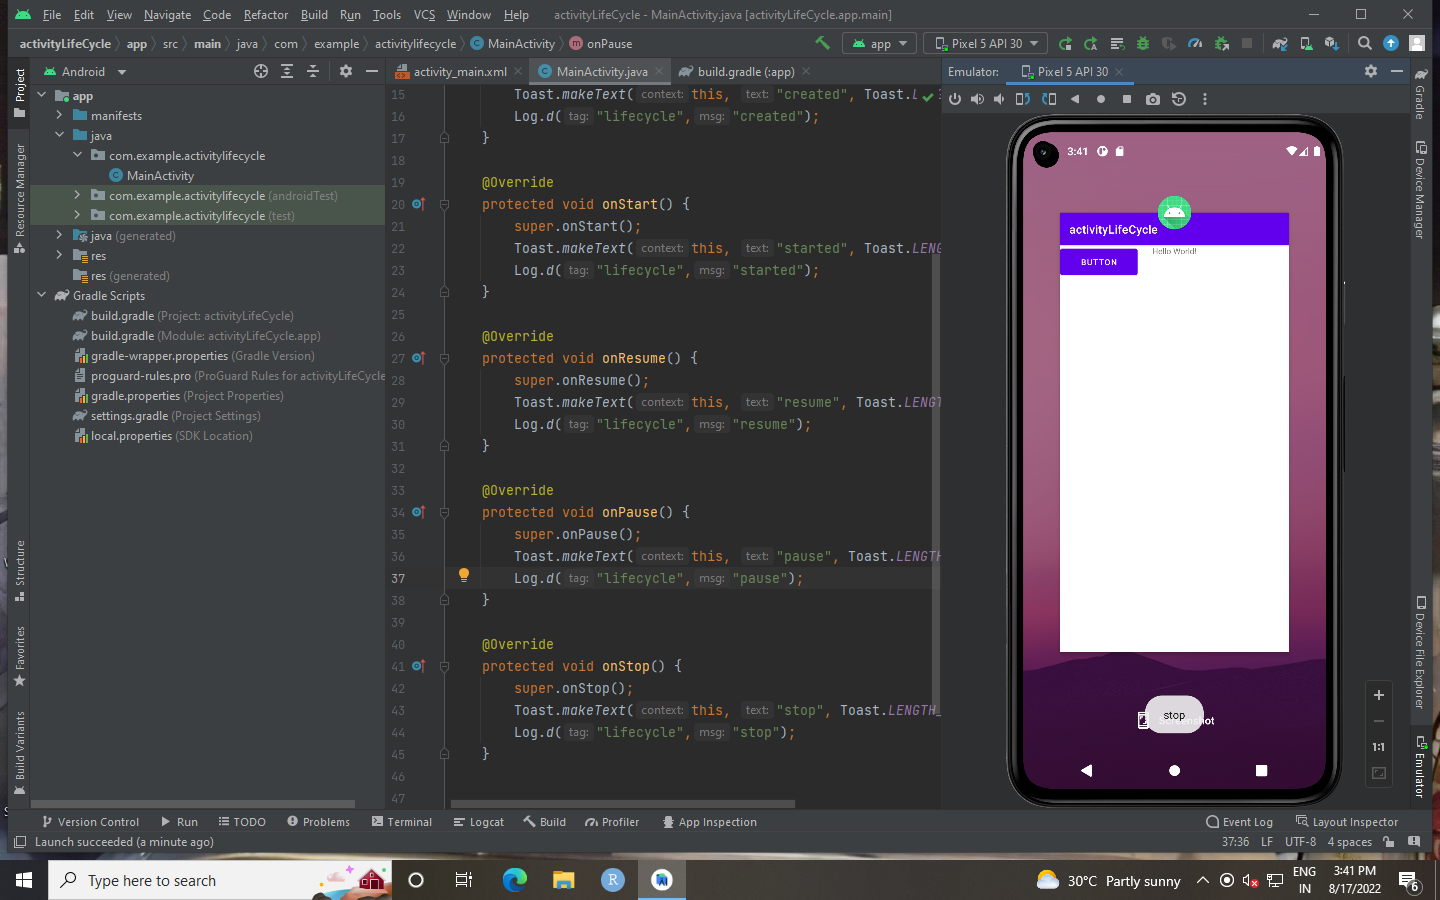 File Edit View Navigate Code Refactor Build Run Tools VCS Window Help activityLifeCycle - MainActivity.java [activityLifeCycle.app.main]
activityLifeCycle app src main java com example activitylifecycle MainActivity onPause app Pixel 5 API 30
Project
Resource Manager
Structure
Favorites
Build Variants
Android
app
manifests
java
com.example.activitylifecycle
MainActivity
com.example.activitylifecycle (androidTest)
com.example.activitylifecycle (test)
java (generated)
res
res (generated)
Gradle Scripts
build.gradle (Project: activityLifeCycle)
build.gradle (Module: activityLifeCycle.app)
gradle-wrapper.properties (Gradle Version)
proguard-rules.pro (ProGuard Rules for activityLifeCycle
gradle.properties (Project Properties)
settings.gradle (Project Settings)
local.properties (SDK Location)
activity_main.xml MainActivity.java build.gradle (:app)
15 Toast.makeText( context: this, text: "created", Toast.L
16 Log.d( tag: "lifecycle", msg: "created");
17 }
18
19 @Override
20 protected void onStart() {
21 super.onStart();
22 Toast.makeText( context: this, text: "started", Toast.LENG
23 Log.d( tag: "lifecycle", msg: "started");
24 }
25
26 @Override
27 protected void onResume() {
28 super.onResume();
29 Toast.makeText( context: this, text: "resume", Toast.LENGT
30 Log.d( tag: "lifecycle", msg: "resume");
31 }
32
33 @Override
34 protected void onPause() {
35 super.onPause();
36 Toast.makeText( context: this, text: "pause", Toast.LENGTH
37 Log.d( tag: "lifecycle", msg: "pause");
38 }
39
40 @Override
41 protected void onStop() {
42 super.onStop();
43 Toast.makeText( context: this, text: "stop", Toast.LENGTH_
44 Log.d( tag: "lifecycle", msg: "stop");
45 }
46
47
Emulator: Pixel 5 API 30
3:41
activityLifeCycle
BUTTON Hello World!
stop
Screenshot
1:1
Gradle
Device Manager
Device File Explorer
Emulator
Version Control Run TODO Problems Terminal Logcat Build Profiler App Inspection Event Log Layout Inspector
Launch succeeded (a minute ago) 37:36 LF UTF-8 4 spaces
Type here to search
30°C Partly sunny
ENG
IN
3:41 PM
8/17/2022
6